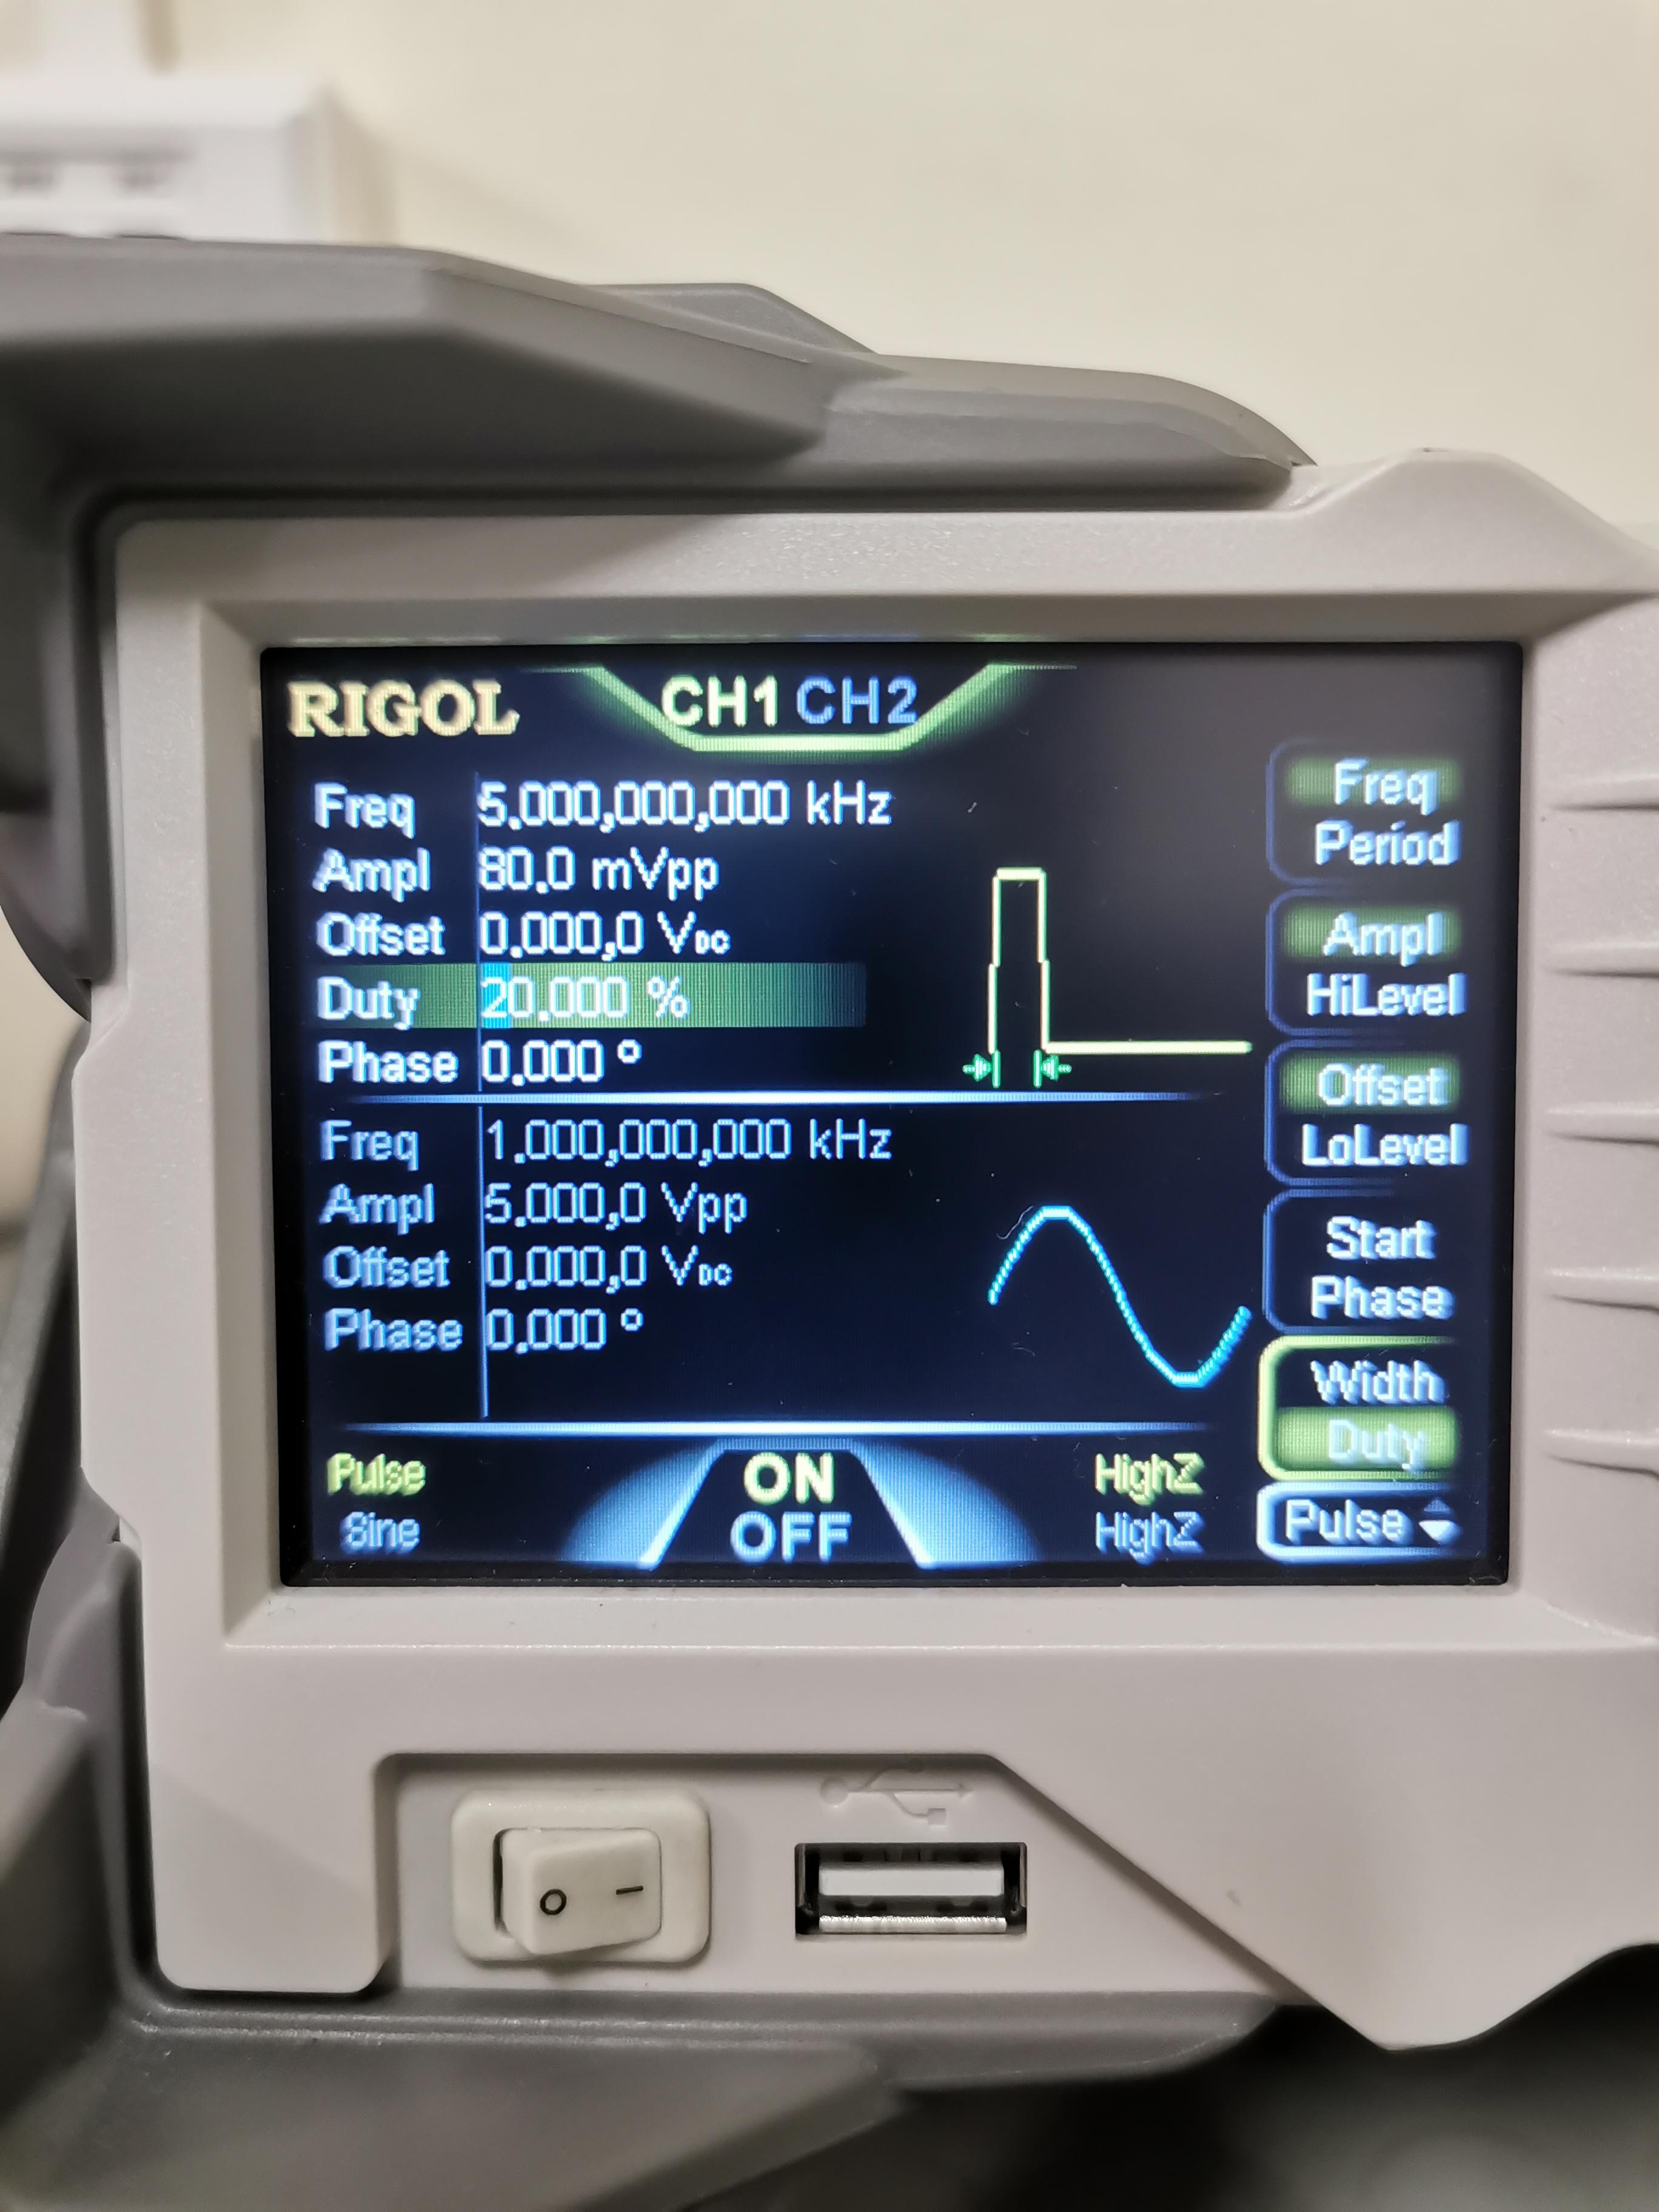 RIGOL CH1 CH2
Freq 5.000,000,000 kHz
Ampl 80.0 mVpp
Offset 0.000,0 VDC
Duty 20.000 %
Phase 0.000 °
Freq 1.000,000,000 kHz
Ampl 5.000,0 Vpp
Offset 0.000,0 VDC
Phase 0.000 °
Pulse ON HighZ
Sine OFF HighZ
Freq
Period
Ampl
HiLevel
Offset
LoLevel
Start
Phase
Width
Duty
Pulse
O I